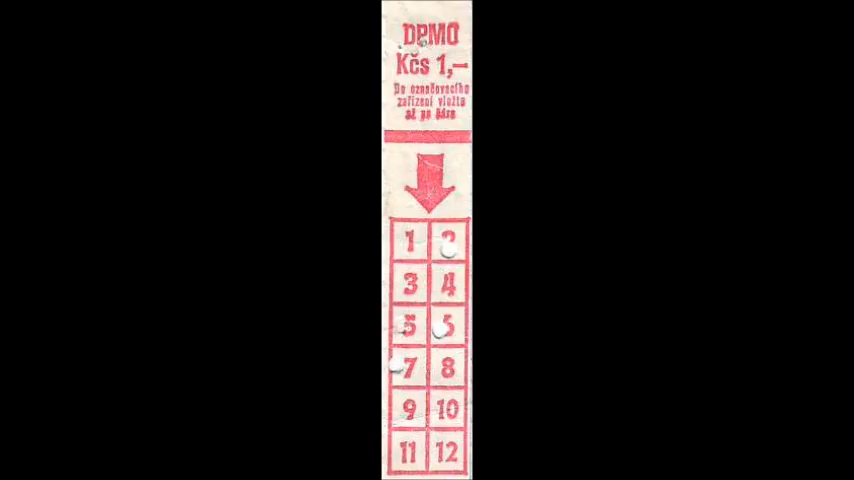 DPMO
Kčs 1,—
Do označovacího
zařízení vložte
až po čáru
1 2
3 4
5 6
7 8
9 10
11 12